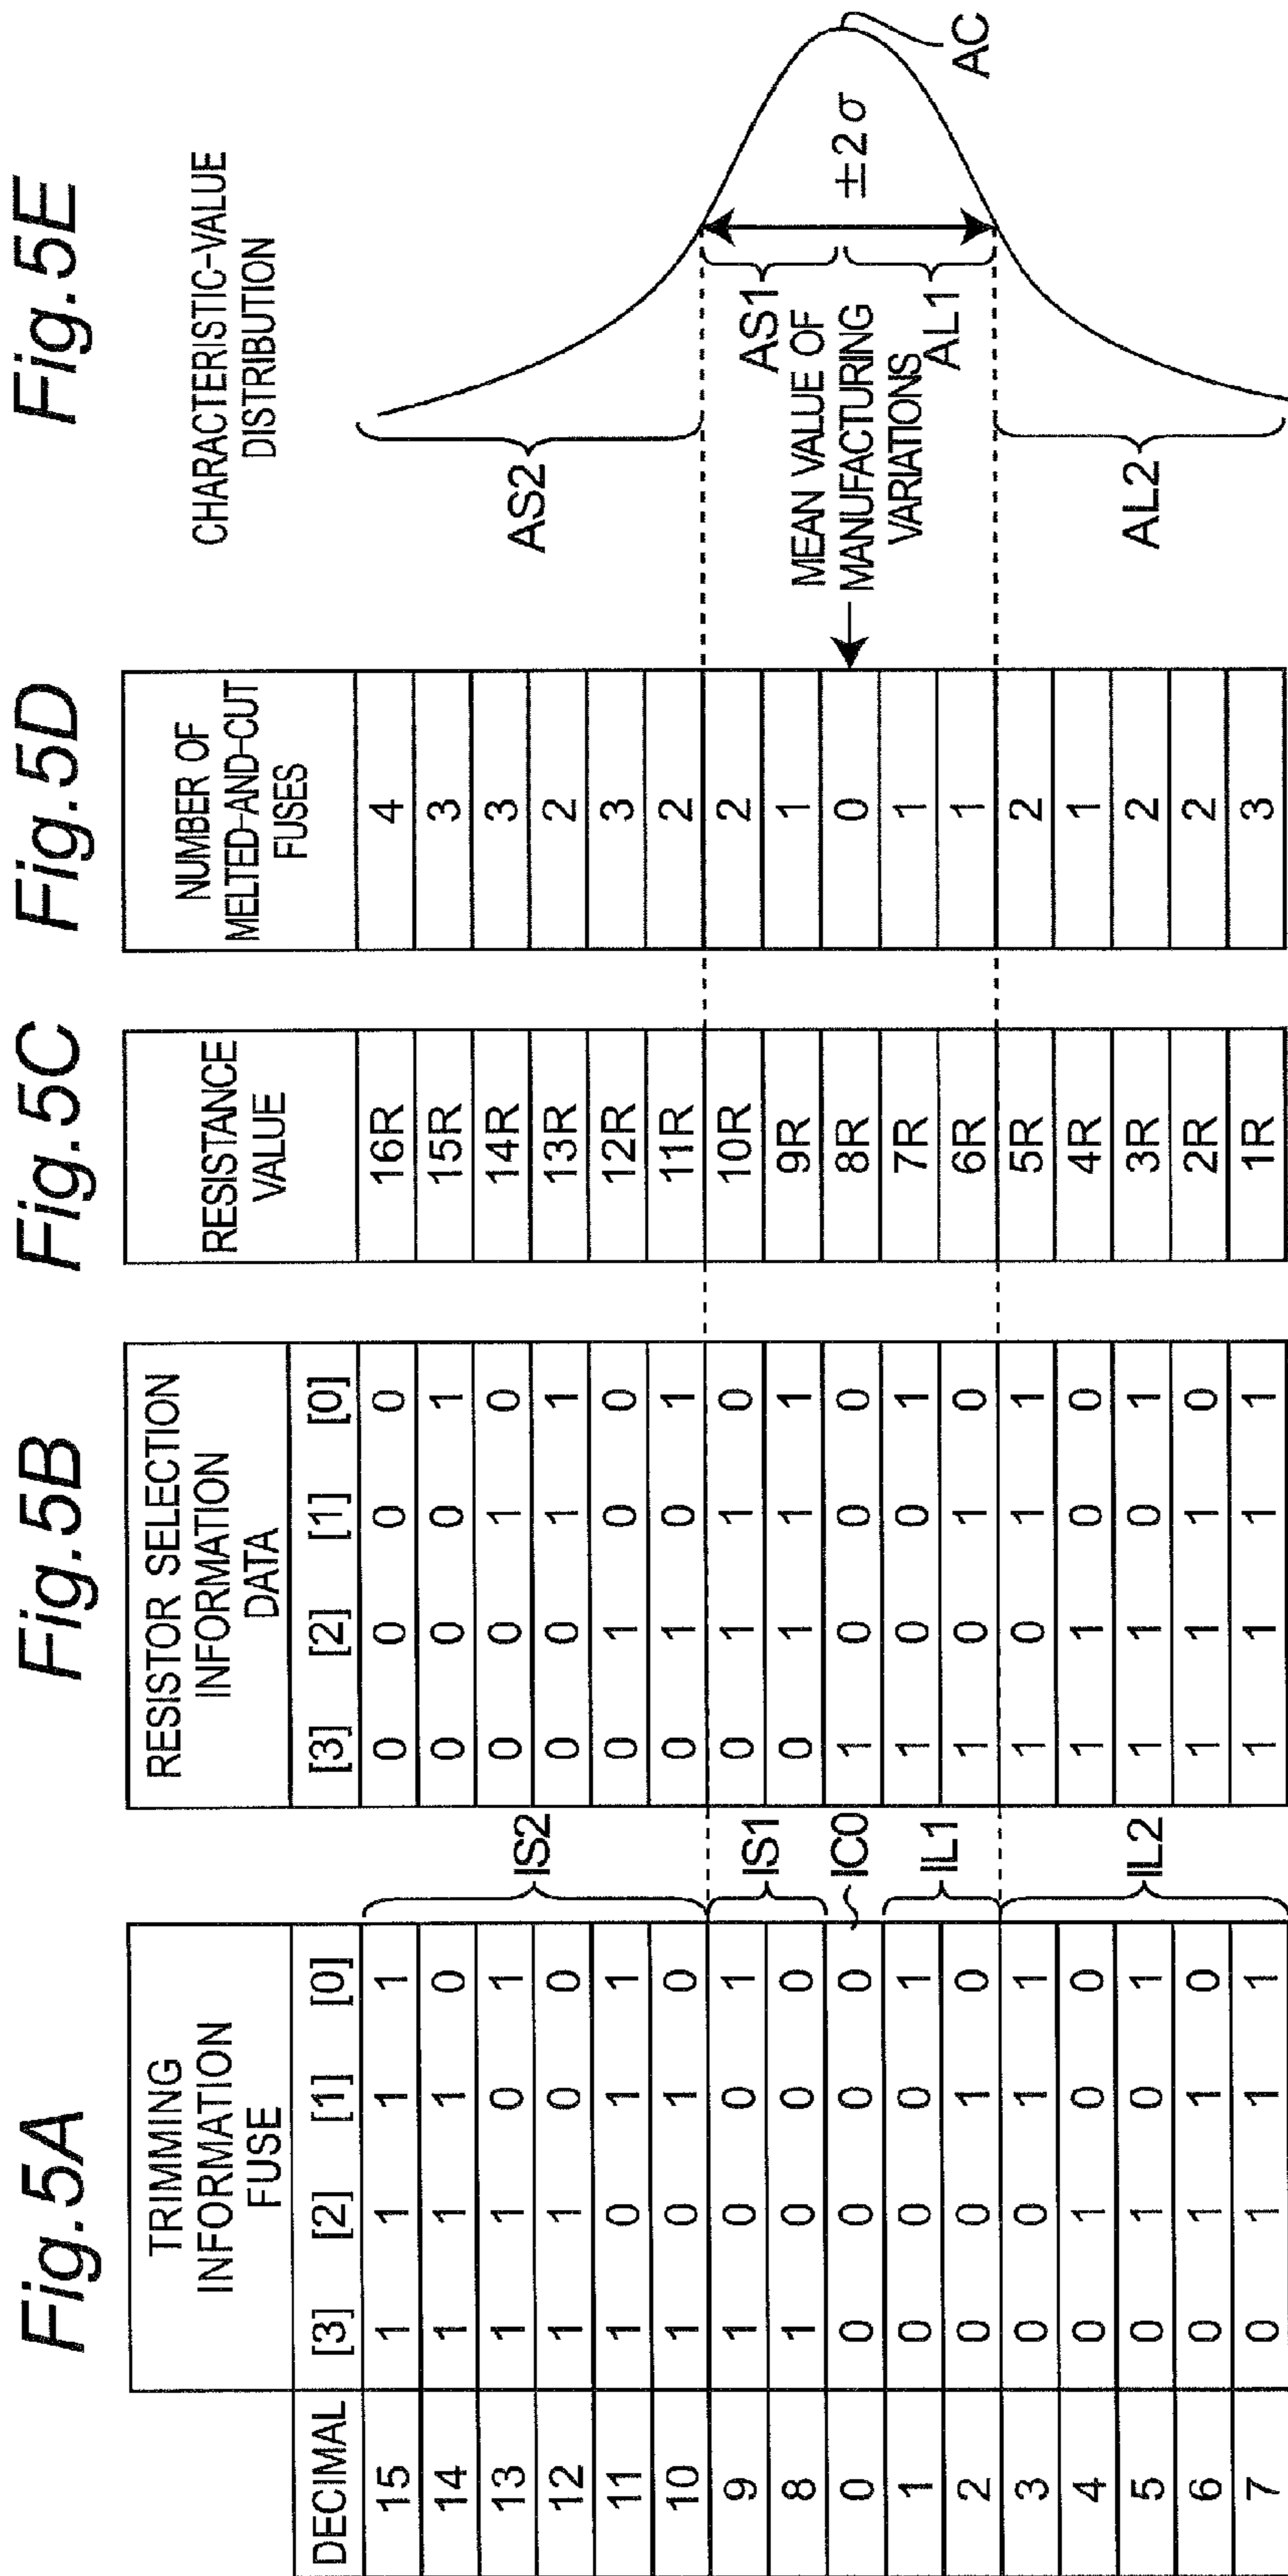 Fig.5A
DECIMAL
TRIMMING
INFORMATION
FUSE
[3] [2] [1] [0]
15 1 1 1 1
14 1 1 1 0
13 1 1 0 1
12 1 1 0 0
11 1 0 1 1
10 1 0 1 0
9 1 0 0 1
8 1 0 0 0
0 0 0 0 0
1 0 0 0 1
2 0 0 1 0
3 0 0 1 1
4 0 1 0 0
5 0 1 0 1
6 0 1 1 0
7 0 1 1 1
IS2
IS1
IC0
IL1
IL2
Fig.5B
RESISTOR SELECTION
INFORMATION
DATA
[3] [2] [1] [0]
0 0 0 0
0 0 0 1
0 0 1 0
0 0 1 1
0 1 0 0
0 1 0 1
0 1 1 0
0 1 1 1
1 0 0 0
1 0 0 1
1 0 1 0
1 0 1 1
1 1 0 0
1 1 0 1
1 1 1 0
1 1 1 1
Fig.5C
RESISTANCE
VALUE
16R
15R
14R
13R
12R
11R
10R
9R
8R
7R
6R
5R
4R
3R
2R
1R
Fig.5D
NUMBER OF
MELTED-AND-CUT
FUSES
4
3
3
2
3
2
2
1
0
1
1
2
1
2
2
3
Fig.5E
CHARACTERISTIC-VALUE
DISTRIBUTION
AS2
AS1
MEAN VALUE OF
MANUFACTURING
VARIATIONS
AL1
AL2
±2σ
AC